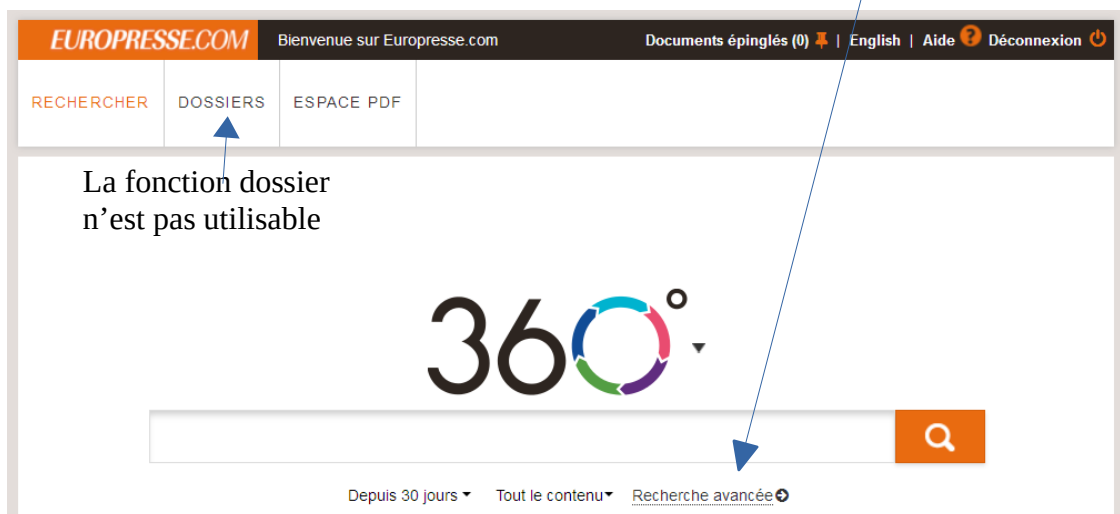 EUROPRESSE.COM Bienvenue sur Europresse.com Documents épinglés (0) | English | Aide ? Déconnexion
RECHERCHER DOSSIERS ESPACE PDF
La fonction dossier
n’est pas utilisable
360°
Depuis 30 jours Tout le contenu Recherche avancée